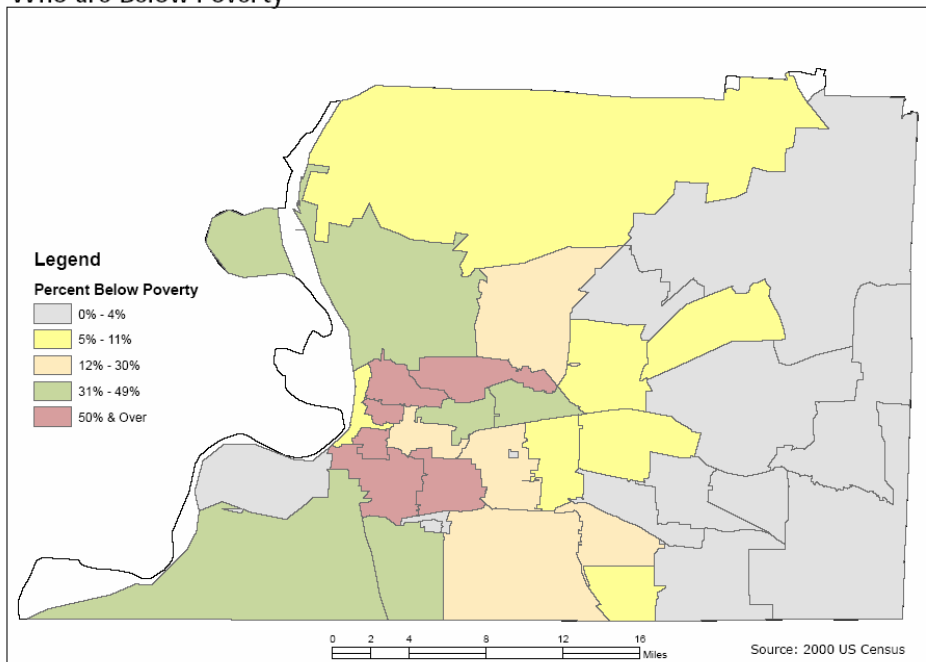 Who are Below Poverty
Legend
Percent Below Poverty
0% - 4%
5% - 11%
12% - 30%
31% - 49%
50% & Over
0 2 4 8 12 16
Miles
Source: 2000 US Census